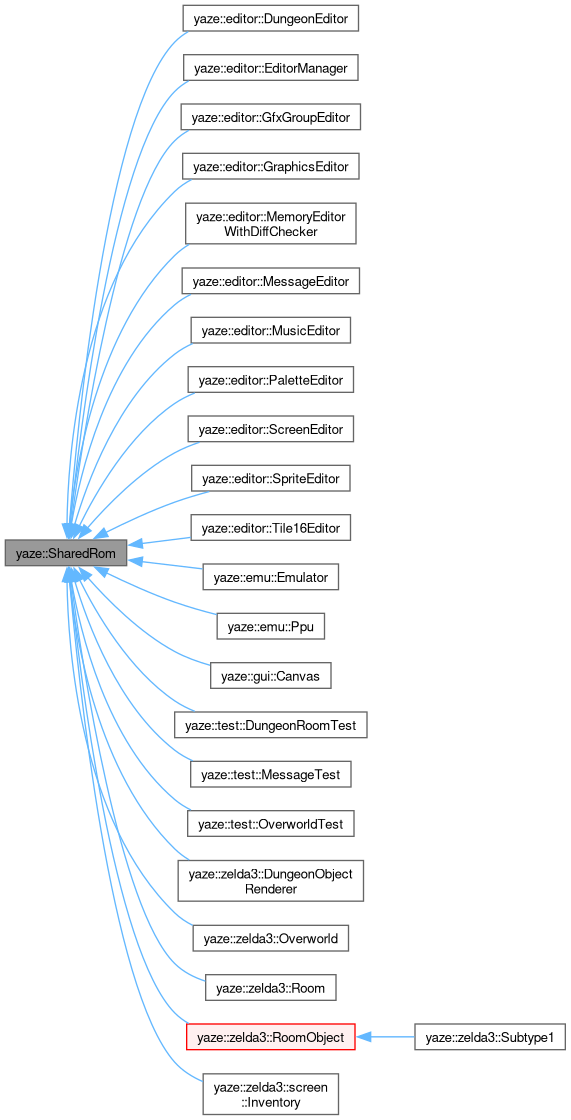 yaze::editor::DungeonEditor
yaze::editor::EditorManager
yaze::editor::GfxGroupEditor
yaze::editor::GraphicsEditor
yaze::editor::MemoryEditor
WithDiffChecker
yaze::editor::MessageEditor
yaze::editor::MusicEditor
yaze::editor::PaletteEditor
yaze::editor::ScreenEditor
yaze::editor::SpriteEditor
yaze::editor::Tile16Editor
yaze::SharedRom
yaze::emu::Emulator
yaze::emu::Ppu
yaze::gui::Canvas
yaze::test::DungeonRoomTest
yaze::test::MessageTest
yaze::test::OverworldTest
yaze::zelda3::DungeonObject
Renderer
yaze::zelda3::Overworld
yaze::zelda3::Room
yaze::zelda3::RoomObject
yaze::zelda3::Subtype1
yaze::zelda3::screen
::Inventory